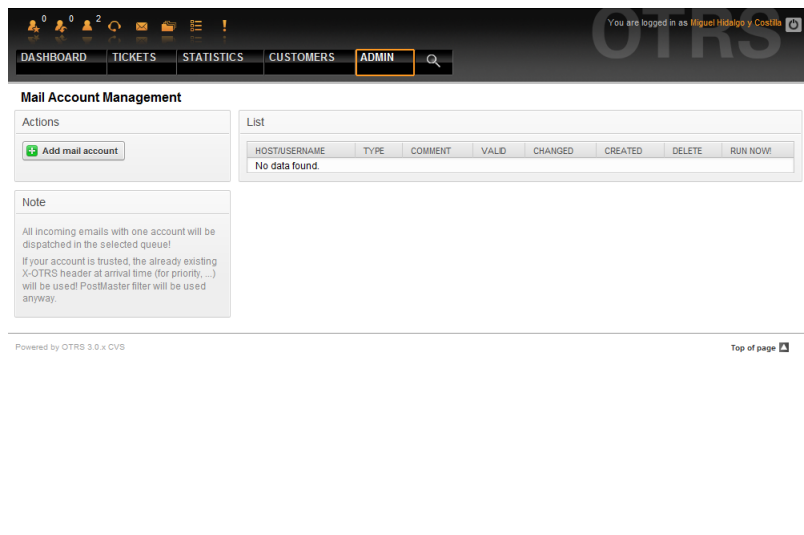 0 0 2
You are logged in as Miguel Hidalgo y Costilla
OTRS
DASHBOARD TICKETS STATISTICS CUSTOMERS ADMIN
Mail Account Management
Actions
Add mail account
Note
All incoming emails with one account will be
dispatched in the selected queue!
If your account is trusted, the already existing
X-OTRS header at arrival time (for priority, ...)
will be used! PostMaster filter will be used
anyway.
List
HOST/USERNAME TYPE COMMENT VALID CHANGED CREATED DELETE RUN NOW!
No data found.
Powered by OTRS 3.0.x CVS
Top of page